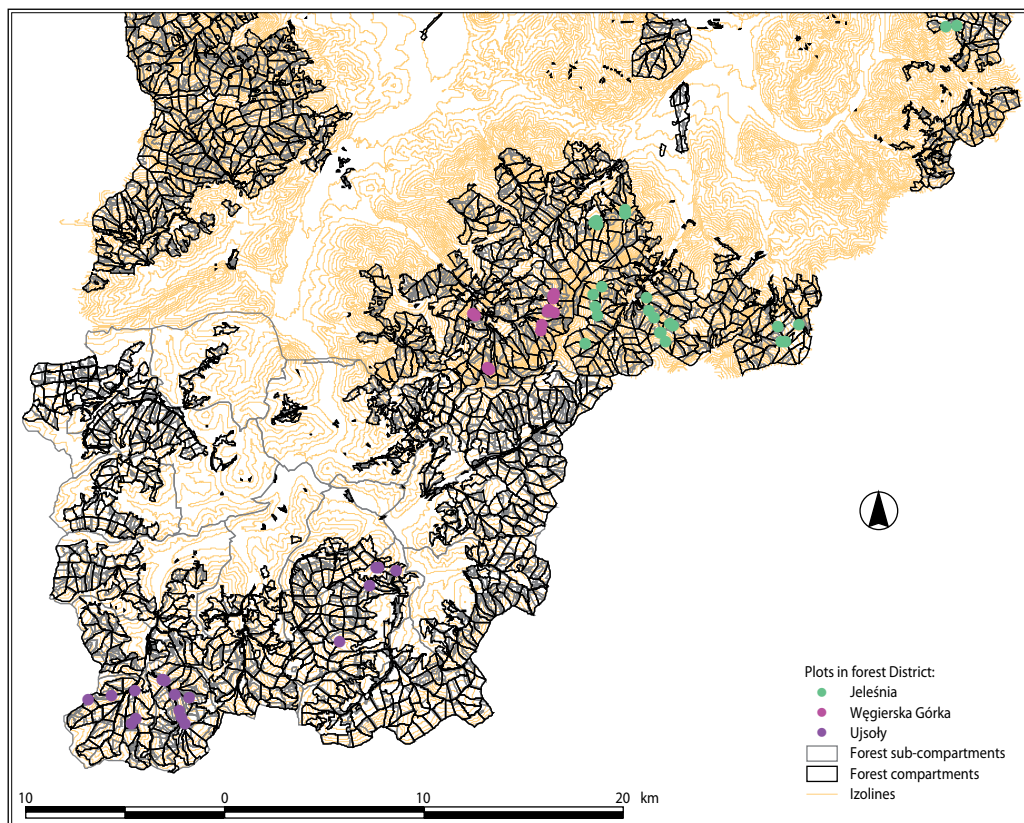 Plots in forest District:
Jeleśnia
Węgierska Górka
Ujsoły
Forest sub-compartments
Forest compartments
Izolines
10 0 10 20 km